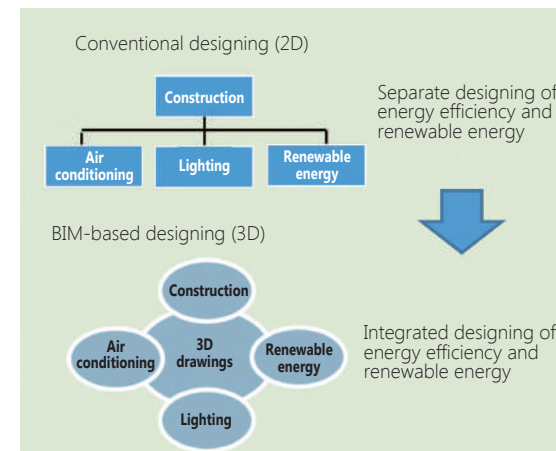 Conventional designing (2D)
Construction
Air
conditioning
Lighting
Renewable
energy
Separate designing of
energy efficiency and
renewable energy
BIM-based designing (3D)
Construction
Air
conditioning
3D
drawings
Renewable
energy
Lighting
Integrated designing of
energy efficiency and
renewable energy